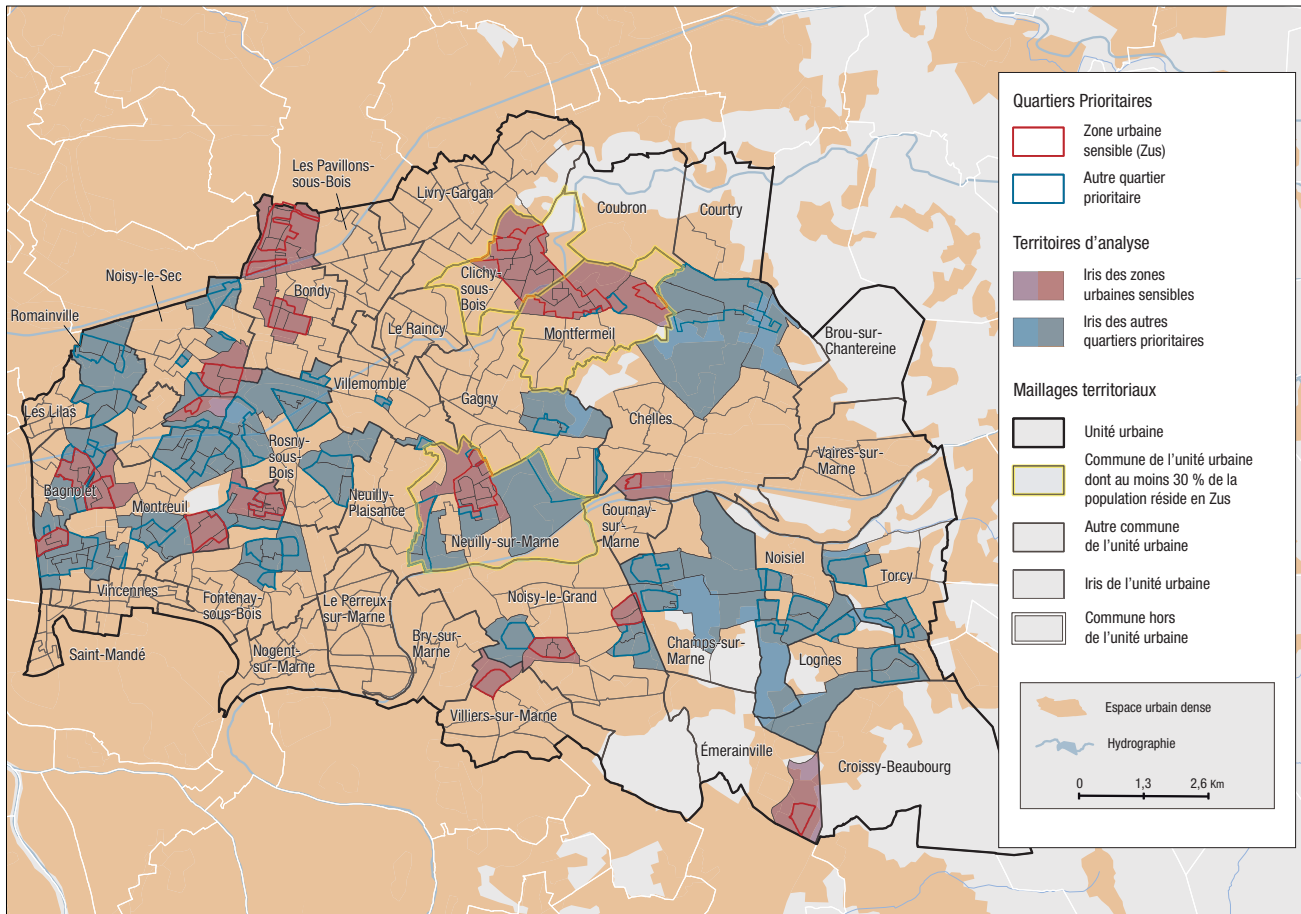 Les Pavillons-
sous-Bois
Livry-Gargan
Coubron
Courtry
Noisy-le-Sec
Bondy
Clichy-
sous-
Bois
Romainville
Le Raincy
Montfermeil
Brou-sur-
Chantereine
Villemomble
Gagny
Chelles
Les Lilas
Rosny-
sous-
Bois
Vaires-sur-
Marne
Bagnolet
Montreuil
Neuilly-
Plaisance
Neuilly-sur-Marne
Gournay-
sur-
Marne
Noisiel
Torcy
Vincennes
Fontenay-
sous-Bois
Le Perreux-
sur-Marne
Noisy-le-Grand
Bry-sur-
Marne
Champs-sur-
Marne
Lognes
Saint-Mandé
Nogent-
sur-Marne
Villiers-sur-Marne
Émerainville
Croissy-Beaubourg
Quartiers Prioritaires
Zone urbaine
sensible (Zus)
Autre quartier
prioritaire
Territoires d'analyse
Iris des zones
urbaines sensibles
Iris des autres
quartiers prioritaires
Maillages territoriaux
Unité urbaine
Commune de l'unité urbaine
dont au moins 30 % de la
population réside en Zus
Autre commune
de l'unité urbaine
Iris de l'unité urbaine
Commune hors
de l'unité urbaine
Espace urbain dense
Hydrographie
0 1,3 2,6 Km